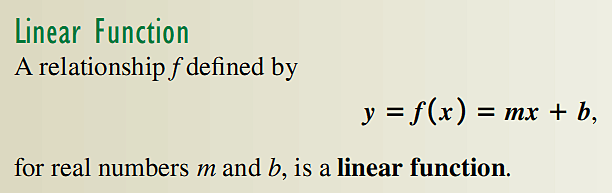 Linear Function
A relationship f defined by
y = f(x) = mx + b,
for real numbers m and b, is a linear function.